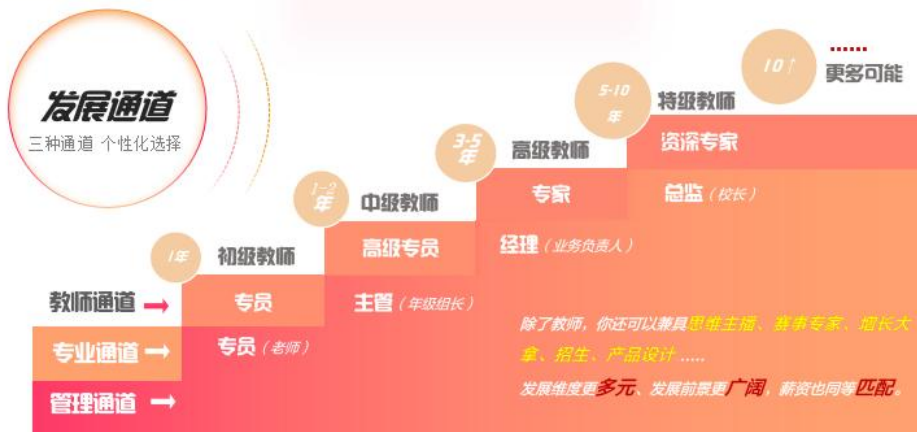 发展通道
三种通道 个性化选择
10↑
......
更多可能
5-10
年
特级教师
资深专家
总监（校长）
3-5
年
高级教师
专家
经理（业务负责人）
1-2
年
中级教师
高级专员
主管（年级组长）
1年
初级教师
专员
专员（老师）
教师通道
专业通道
管理通道
除了教师，你还可以兼具思维主播、赛事专家、增长大
拿、招生、产品设计......
发展维度更多元、发展前景更广阔，薪资也同等匹配。